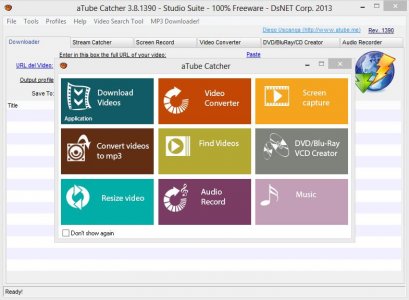 aTube Catcher 3.8.1390 - Studio Suite - 100% Freeware - DsNET Corp. 2013
Tools Profiles Help Video Search Tool MP3 Downloader!
Diego Uscanga (http://www.atube.me) Rev. 1390
Downloader Stream Catcher Screen Record Video Converter DVD/BluRay/CD Creator Audio Recorder
Enter in this box the full URL of your video: Paste
URL del Video:
Output profile
Save To:
Title
aTube Catcher
Download
Videos
Application
Video
Converter
Screen
capture
Convert videos
to mp3
Find Videos
DVD/Blu-Ray
VCD Creator
Resize video
Audio
Record
Music
Don't show again
Ready!